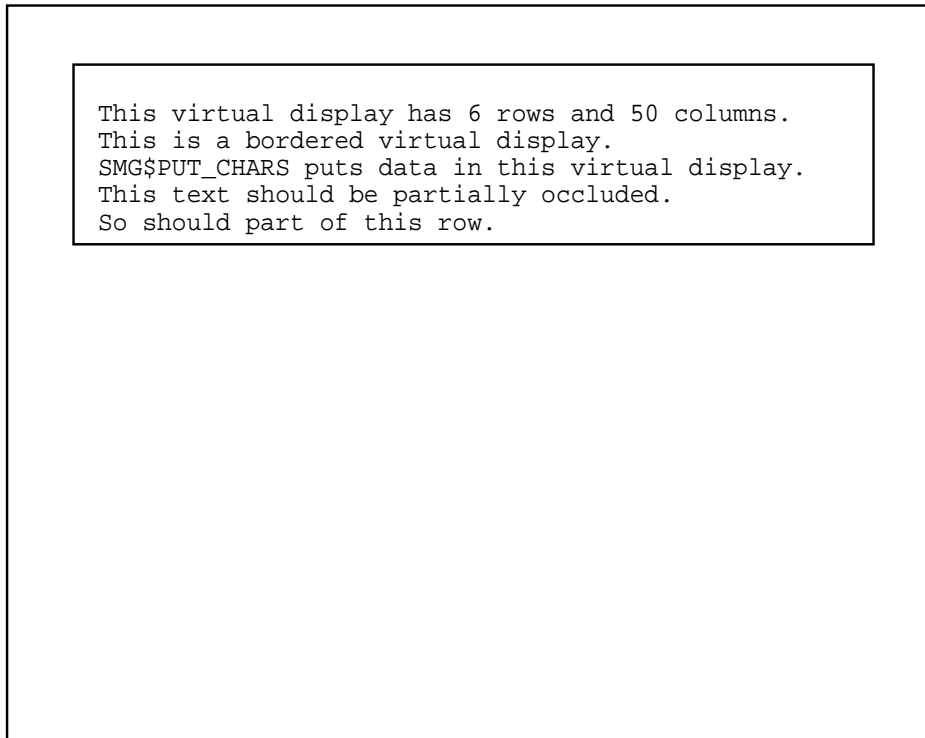 This virtual display has 6 rows and 50 columns.
This is a bordered virtual display.
SMG$PUT_CHARS puts data in this virtual display.
This text should be partially occluded.
So should part of this row.